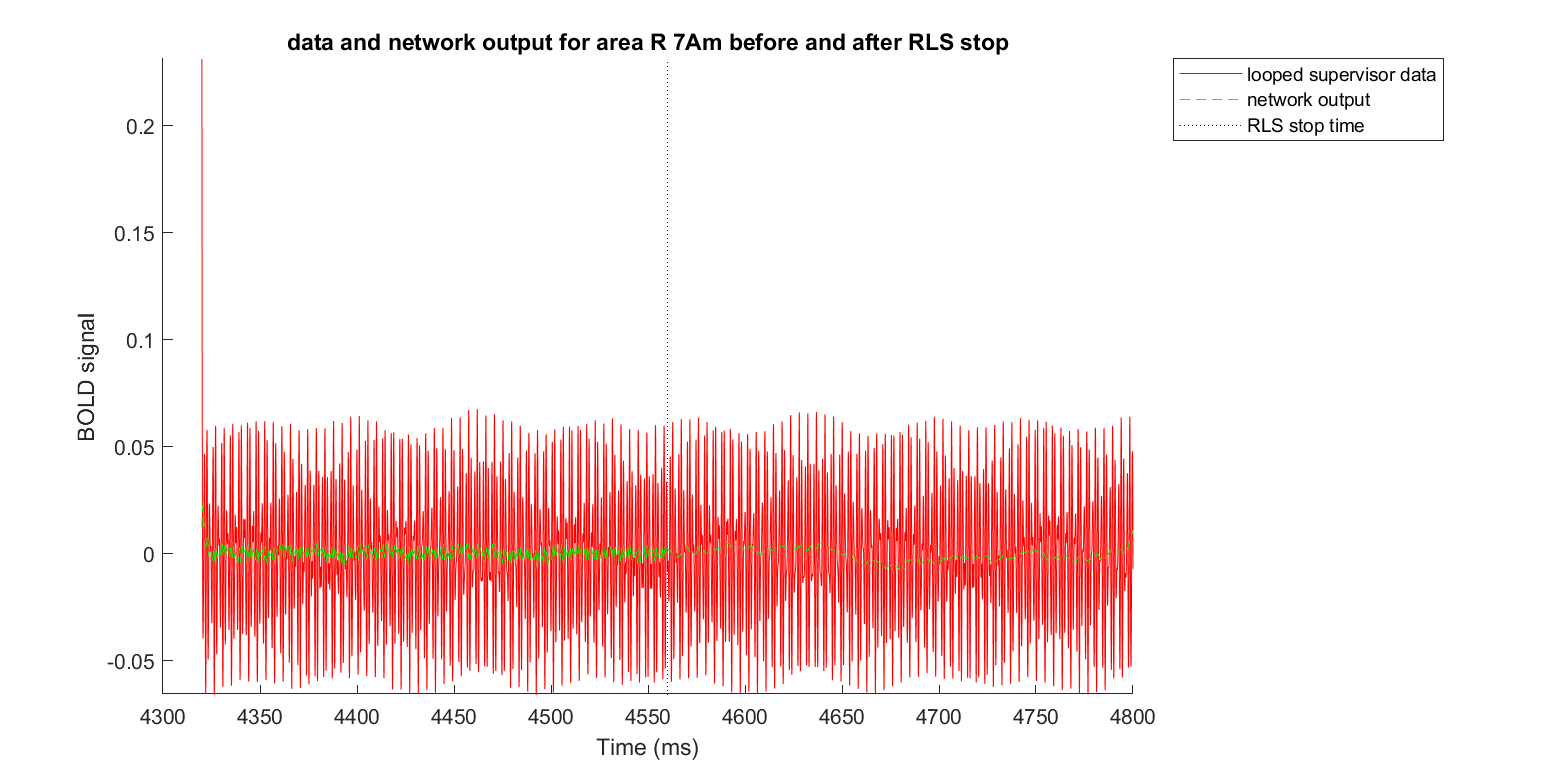 data and network output for area R 7Am before and after RLS stop
looped supervisor data
network output
RLS stop time
0.2
0.15
0.1
0.05
0
-0.05
BOLD signal
4300 4350 4400 4450 4500 4550 4600 4650 4700 4750 4800
Time (ms)